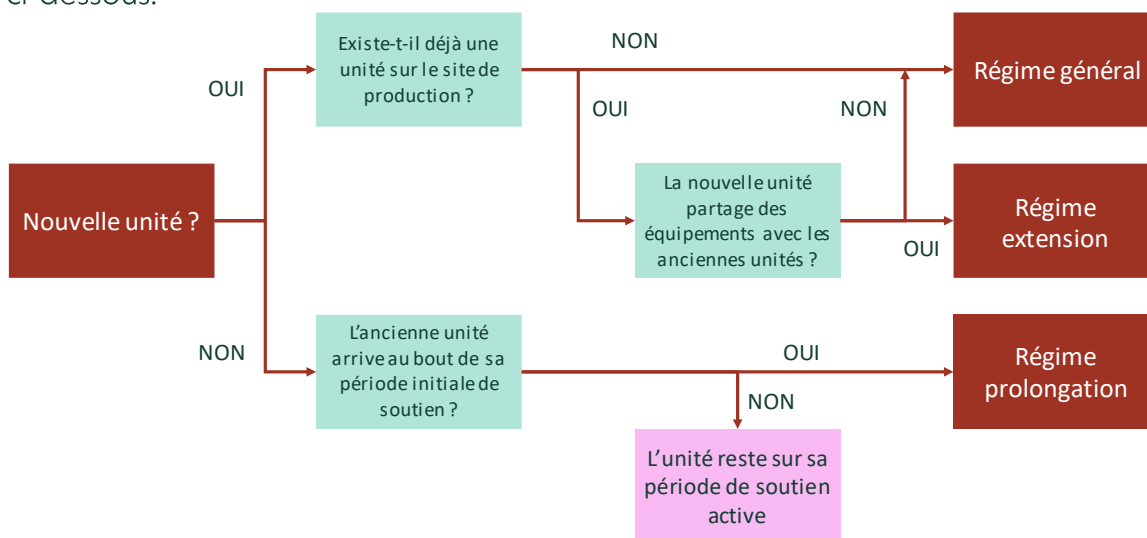 ci-dessous.
Existe-t-il déjà une
unité sur le site de
production ?
NON
Régime général
OUI
OUI
NON
Nouvelle unité ?
La nouvelle unité
partage des
équipements avec les
anciennes unités ?
Régime
extension
OUI
L'ancienne unité
arrive au bout de sa
période initiale de
soutien ?
NON
OUI
Régime
prolongation
NON
L'unité reste sur sa
période de soutien
active